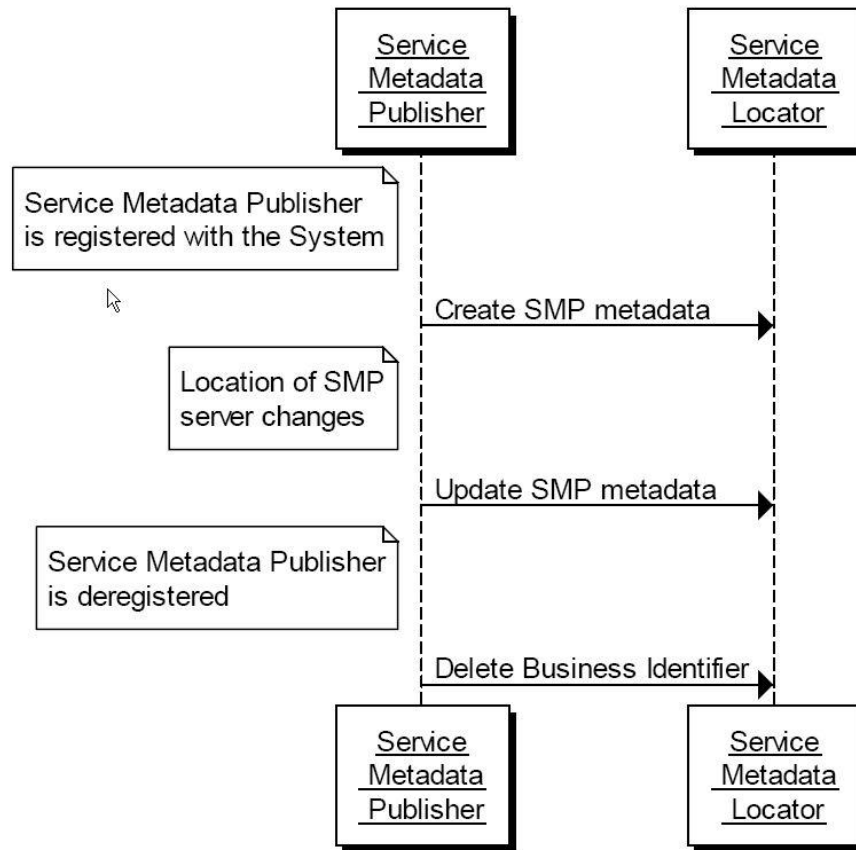 Service
Metadata
Publisher
Service
Metadata
Locator
Service Metadata Publisher
is registered with the System
Create SMP metadata
Location of SMP
server changes
Update SMP metadata
Service Metadata Publisher
is deregistered
Delete Business Identifier
Service
Metadata
Publisher
Service
Metadata
Locator